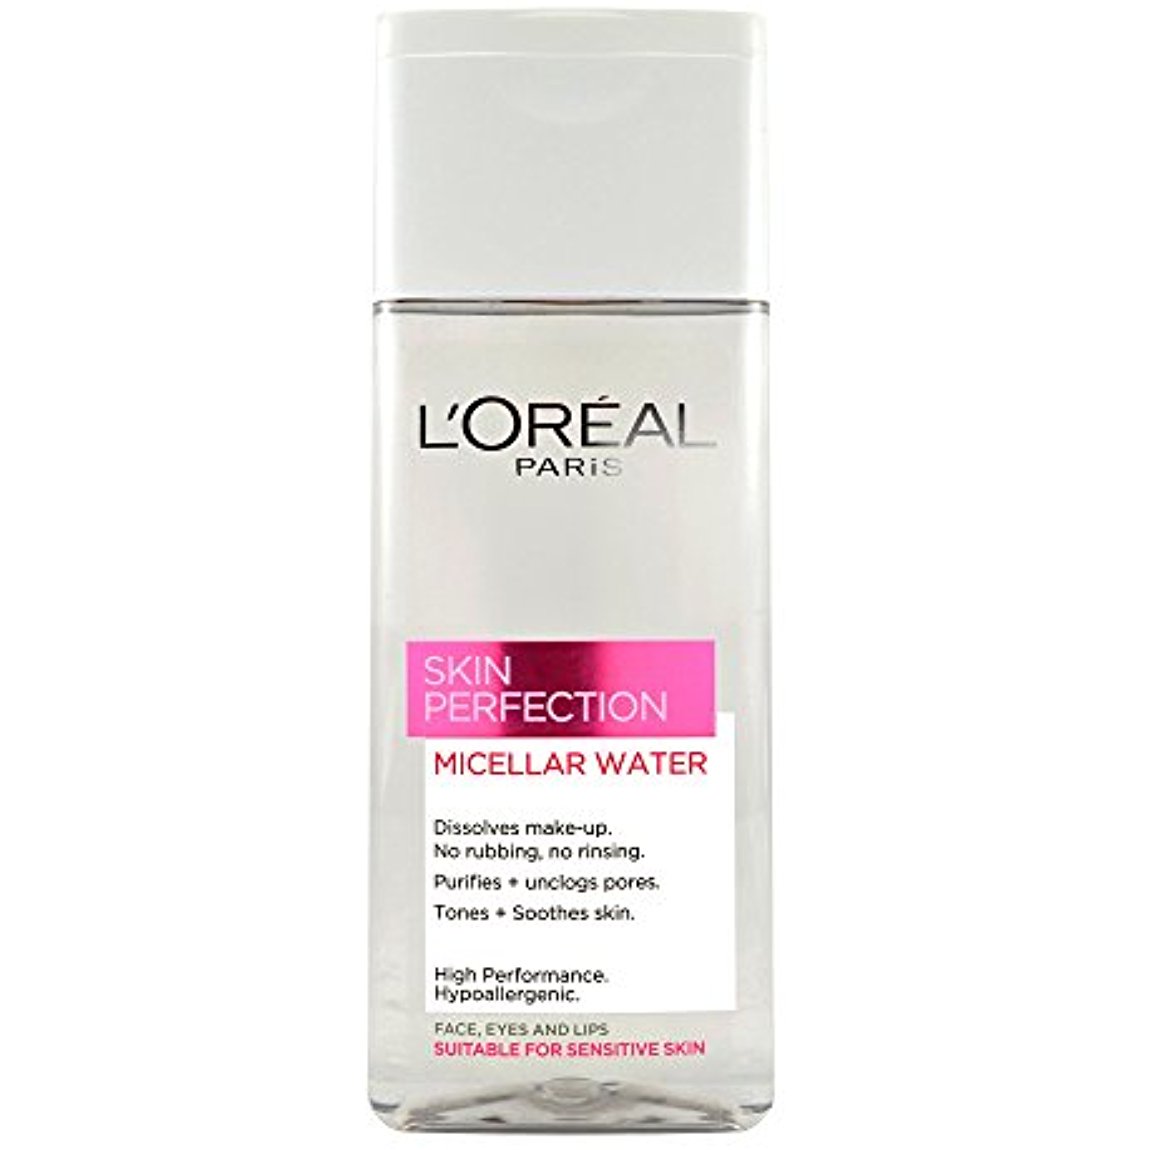 L'ORÉAL
PARiS
SKIN
PERFECTION
MICELLAR WATER
Dissolves make-up.
No rubbing, no rinsing.
Purifies + unclogs pores.
Tones + Soothes skin.
High Performance.
Hypoallergenic.
FACE, EYES AND LIPS
SUITABLE FOR SENSITIVE SKIN